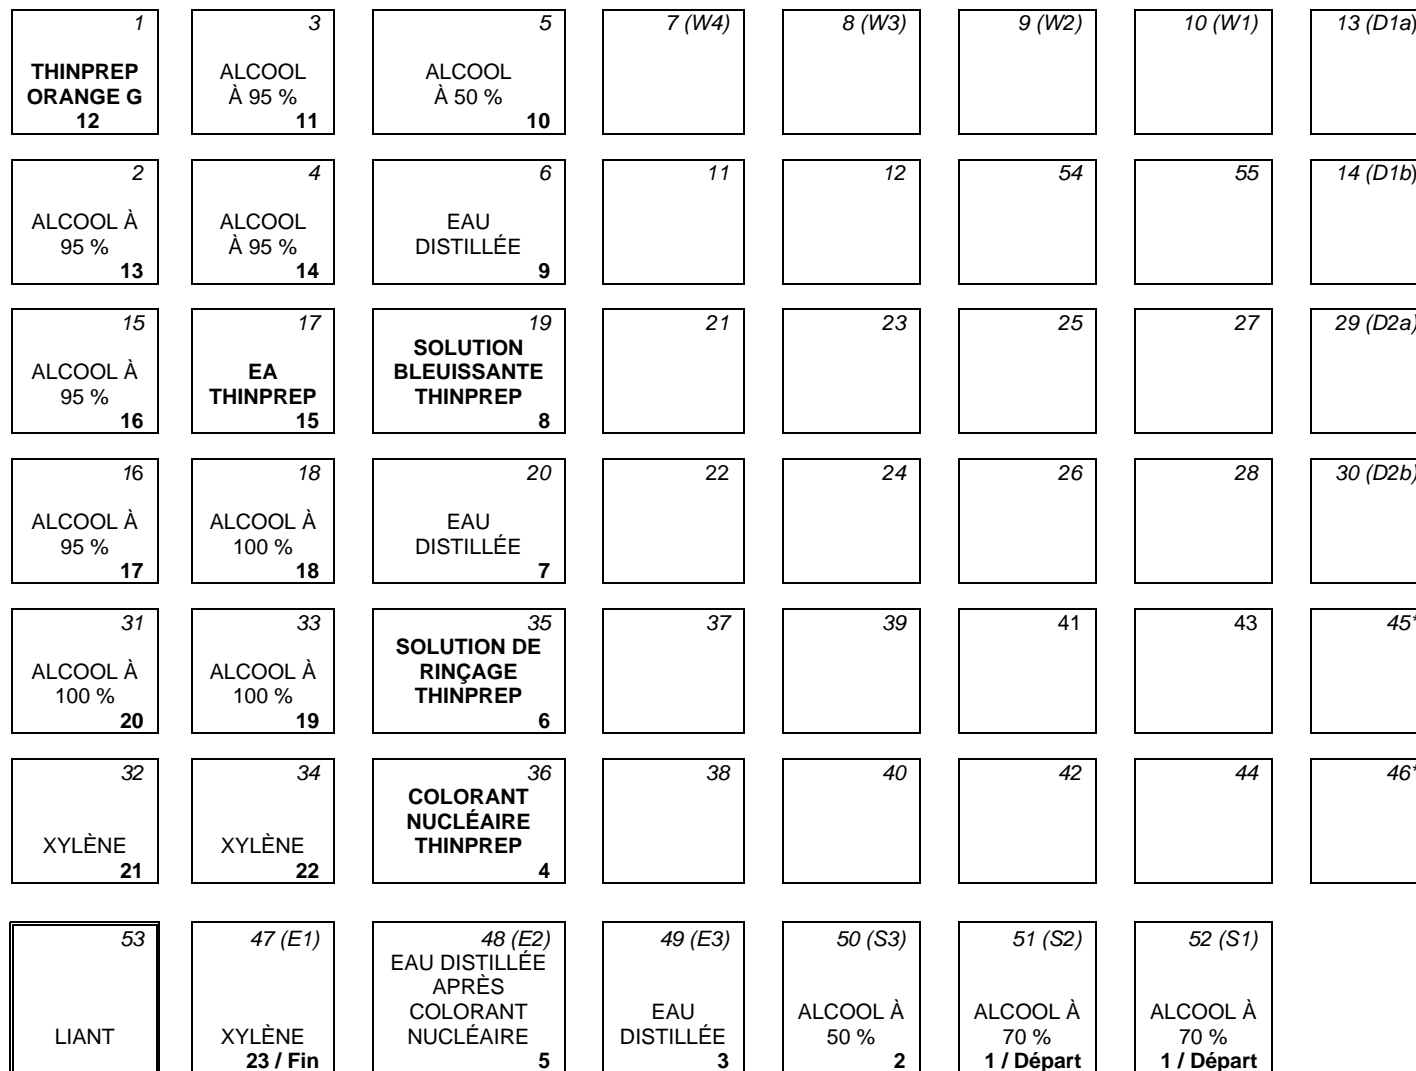 1
THINPREP
ORANGE G
12
3
ALCOOL
À 95 %
11
5
ALCOOL
À 50 %
10
7 (W4)
8 (W3)
9 (W2)
10 (W1)
13 (D1a)
2
ALCOOL À
95 %
13
4
ALCOOL
À 95 %
14
6
EAU
DISTILLÉE
9
11
12
54
55
14 (D1b)
15
ALCOOL À
95 %
16
17
EA
THINPREP
15
19
SOLUTION
BLEUISSANTE
THINPREP
8
21
23
25
27
29 (D2a)
16
ALCOOL À
95 %
17
18
ALCOOL À
100 %
18
20
EAU
DISTILLÉE
7
22
24
26
28
30 (D2b)
31
ALCOOL À
100 %
20
33
ALCOOL À
100 %
19
35
SOLUTION DE
RINÇAGE
THINPREP
6
37
39
41
43
45*
32
XYLÈNE
21
34
XYLÈNE
22
36
COLORANT
NUCLÉAIRE
THINPREP
4
38
40
42
44
46*
53
LIANT
47 (E1)
XYLÈNE
23 / Fin
48 (E2)
EAU DISTILLÉE
APRÈS
COLORANT
NUCLÉAIRE
5
49 (E3)
EAU
DISTILLÉE
3
50 (S3)
ALCOOL À
50 %
2
51 (S2)
ALCOOL À
70 %
1 / Départ
52 (S1)
ALCOOL À
70 %
1 / Départ